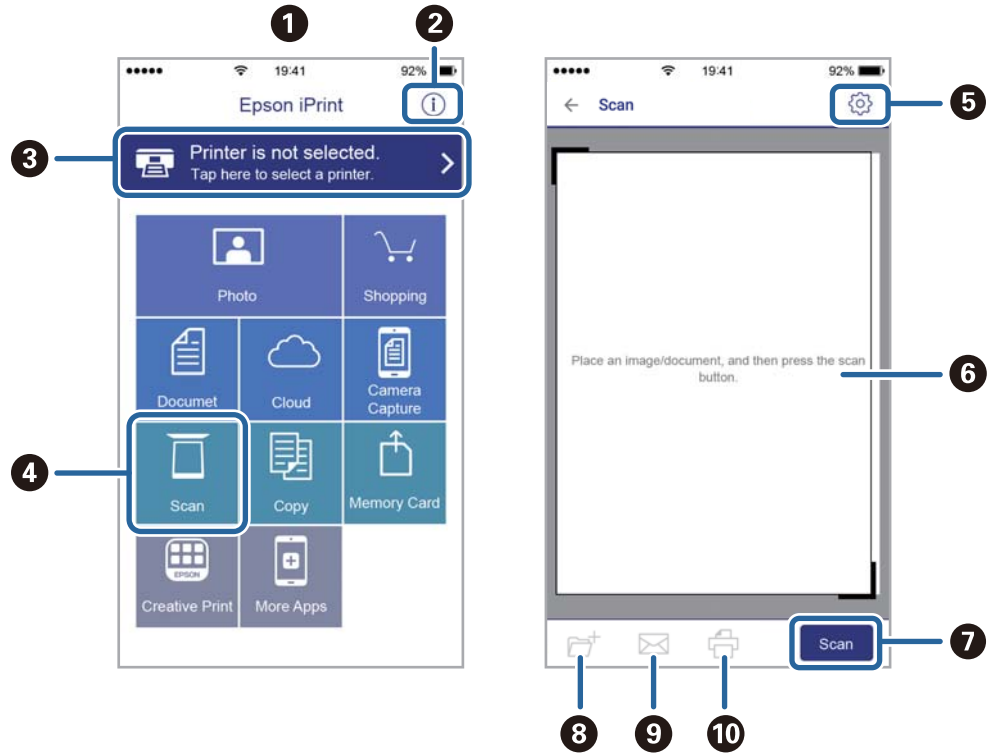 1
2
19:41
92%
Epson iPrint
i
3
Printer is not selected.
Tap here to select a printer.
Photo
Shopping
Documet
Cloud
Camera
Capture
4
Scan
Copy
Memory Card
EPSON
Creative Print
More Apps
19:41
92%
Scan
5
Place an image/document, and then press the scan
button.
6
Scan
7
8
9
10